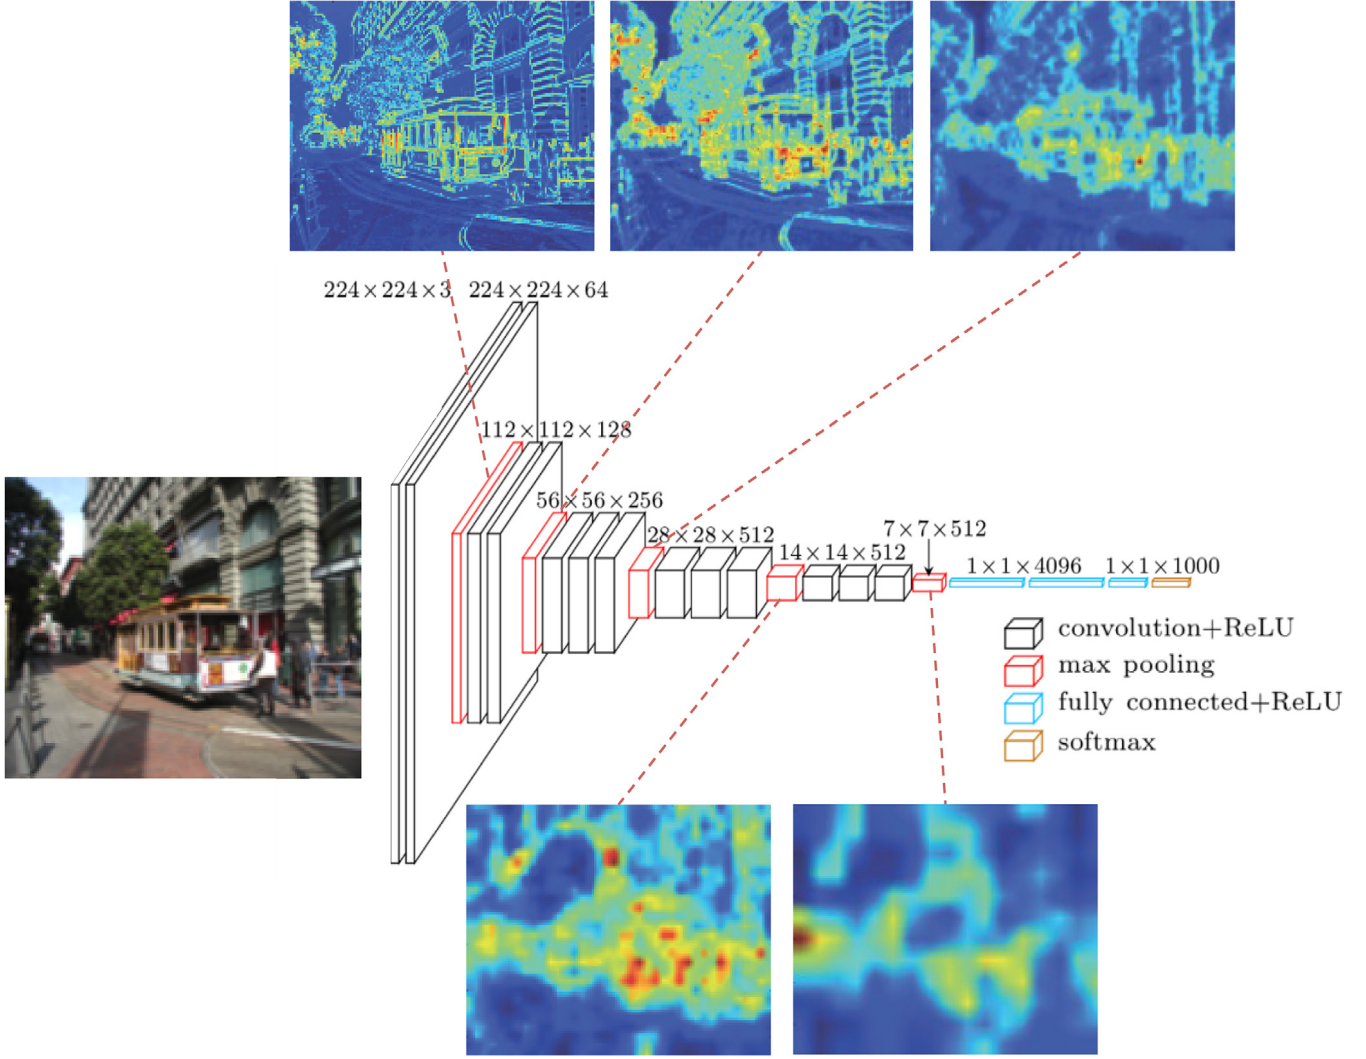 224×224×3 224×224×64
112×112×128
56×56×256
28×28×512
14×14×512
7×7×512
1×1×4096 1×1×1000
convolution+ReLU
max pooling
fully connected+ReLU
softmax